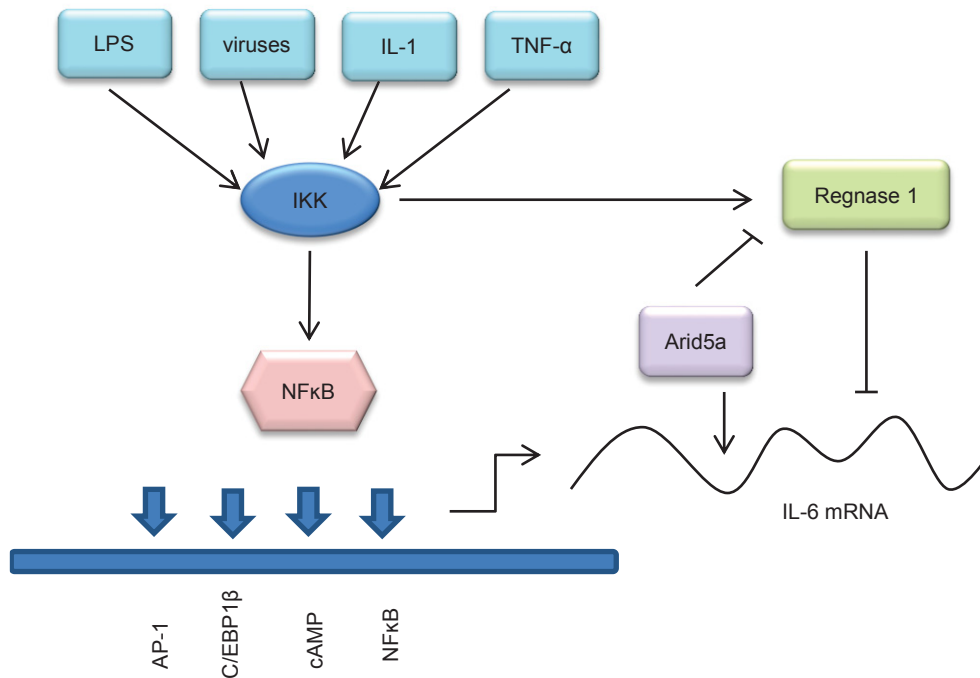 LPS
viruses
IL-1
TNF-α
IKK
Regnase 1
Arid5a
NFκB
IL-6 mRNA
AP-1
C/EBP1β
cAMP
NFκB